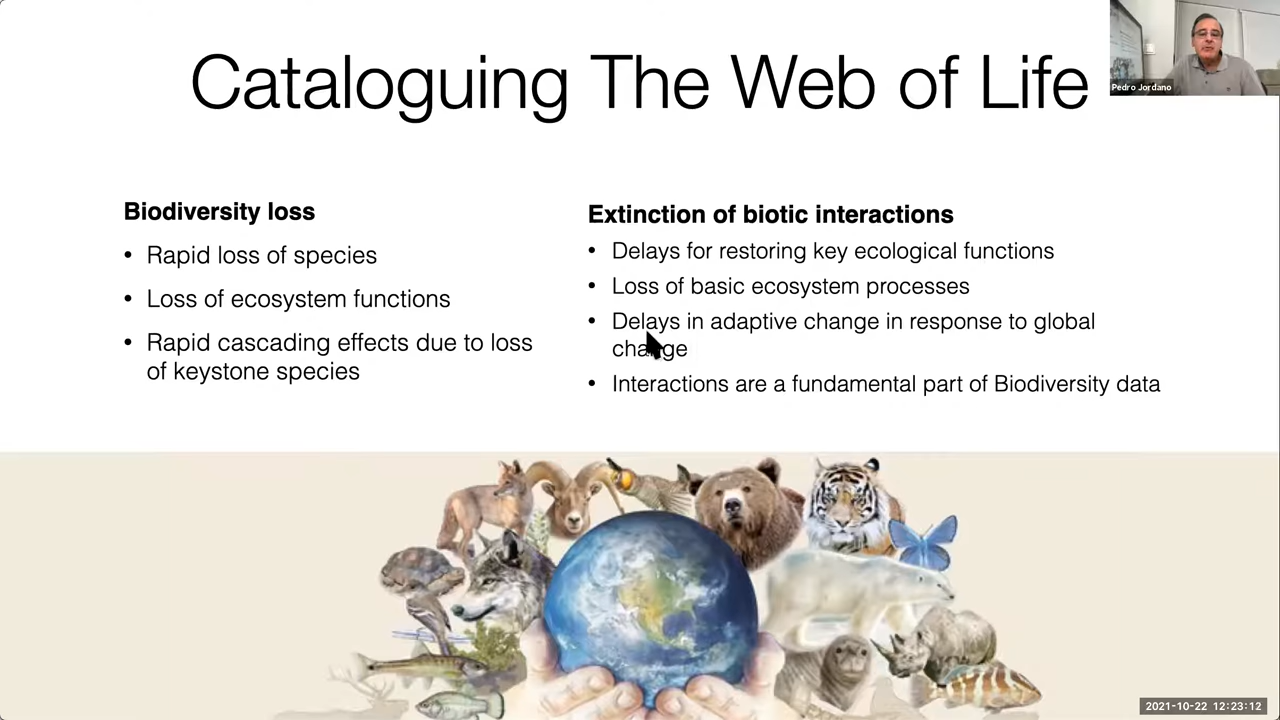 Cataloguing The Web of Life
Pedro Jordano
Biodiversity loss
• Rapid loss of species
• Loss of ecosystem functions
• Rapid cascading effects due to loss
of keystone species
Extinction of biotic interactions
• Delays for restoring key ecological functions
• Loss of basic ecosystem processes
• Delays in adaptive change in response to global
change
• Interactions are a fundamental part of Biodiversity data
2021-10-22 12:23:12